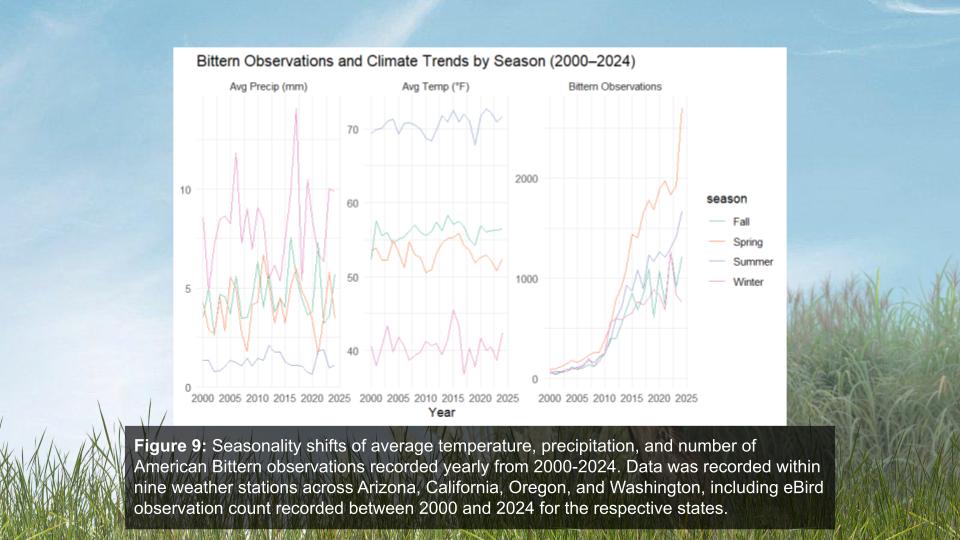 Bittern Observations and Climate Trends by Season (2000–2024)
Avg Precip (mm)
Avg Temp (°F)
Bittern Observations
10
5
0
70
60
50
40
2000
1000
0
2000 2005 2010 2015 2020 2025
2000 2005 2010 2015 2020 2025
2000 2005 2010 2015 2020 2025
Year
season
Fall
Spring
Summer
Winter
Figure 9: Seasonality shifts of average temperature, precipitation, and number of
American Bittern observations recorded yearly from 2000-2024. Data was recorded within
nine weather stations across Arizona, California, Oregon, and Washington, including eBird
observation count recorded between 2000 and 2024 for the respective states.